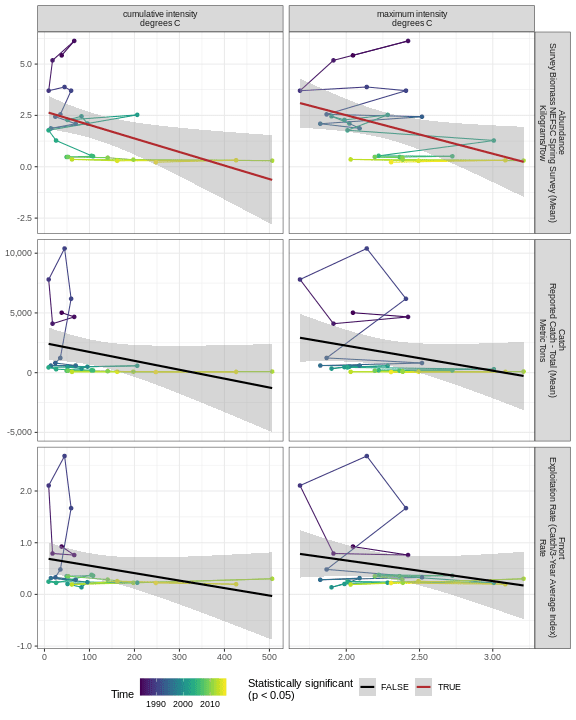 cumulative intensity
degrees C
maximum intensity
degrees C
5.0
2.5
0.0
-2.5
Abundance
Survey Biomass NEFSC Spring Survey (Mean)
Kilograms/Tow
10,000
5,000
0
-5,000
Catch
Reported Catch - Total (Mean)
Metric Tons
2.0
1.0
0.0
-1.0
Fmort
Exploitation Rate (Catch/3-Year Average Index)
Rate
0
100
200
300
400
500
2.00
2.50
3.00
Time
1990
2000
2010
Statistically significant
(p < 0.05)
FALSE
TRUE